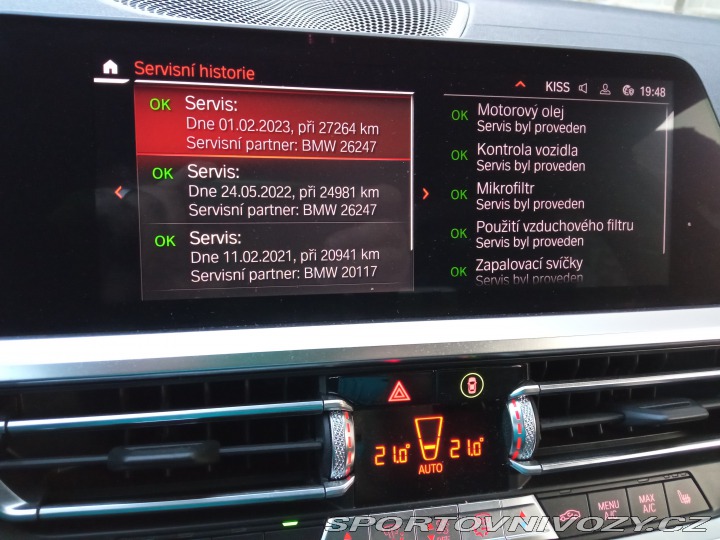 Servisní historie
KISS 19:48
OK Servis:
Dne 01.02.2023, při 27264 km
Servisní partner: BMW 26247
OK Servis:
Dne 24.05.2022, při 24981 km
Servisní partner: BMW 26247
OK Servis:
Dne 11.02.2021, při 20941 km
Servisní partner: BMW 20117
OK Motorový olej
Servis byl proveden
OK Kontrola vozidla
Servis byl proveden
OK Mikrofiltr
Servis byl proveden
OK Použití vzduchového filtru
Servis byl proveden
OK Zapalovací svíčky
Servis byl proveden
21.0° 21.0°
AUTO
MENU
A/C
MAX
A/C
SPORTOVNIVOZY.CZ